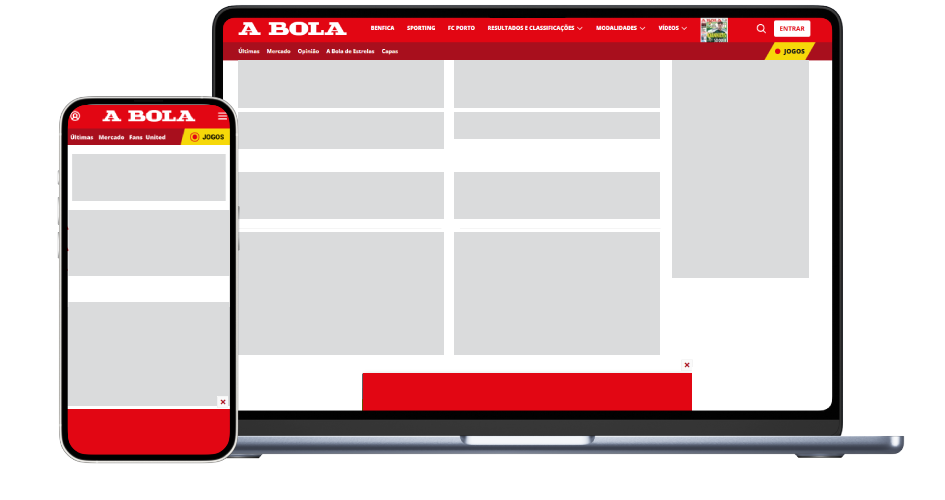 A BOLA
BENFICA SPORTING FC PORTO RESULTADOS E CLASSIFICAÇÕES MODALIDADES VÍDEOS ENTRAR
Últimas Mercado Opinião A Bola de Estrelas Capas JOGOS
A BOLA
Últimas Mercado Fans United JOGOS